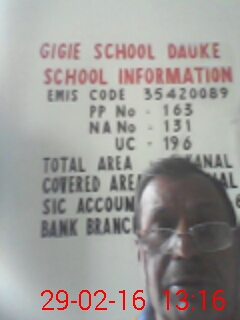 GIGIE SCHOOL DAUKE
SCHOOL INFORMATION
EMIS CODE 35420089
PP No - 163
NA No - 131
UC - 196
TOTAL AREA KANAL
COVERED AREA
SIC ACCOUN
BANK BRANC
29-02-16 13:16